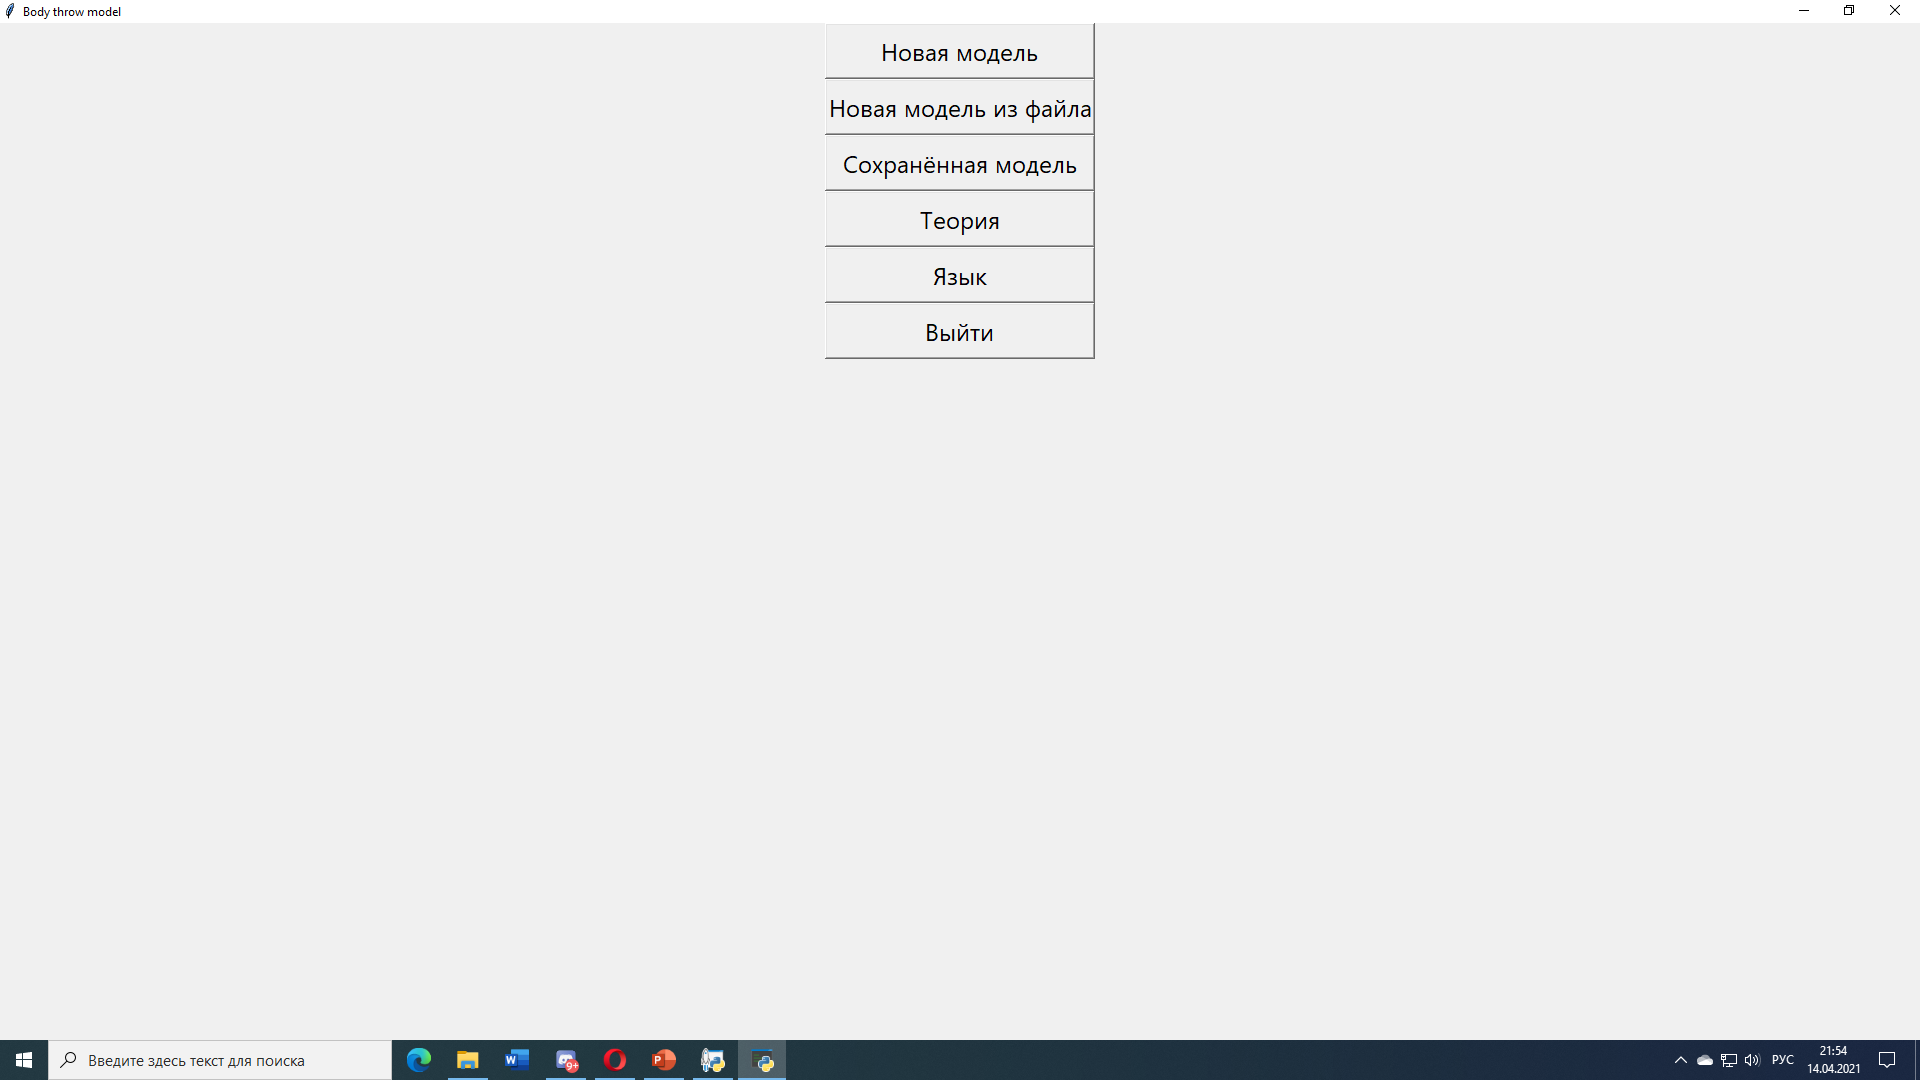 Body throw model
Новая модель
Новая модель из файла
Сохранённая модель
Теория
Язык
Выйти
Введите здесь текст для поиска
W
9+
P
РУС
21:54
14.04.2021